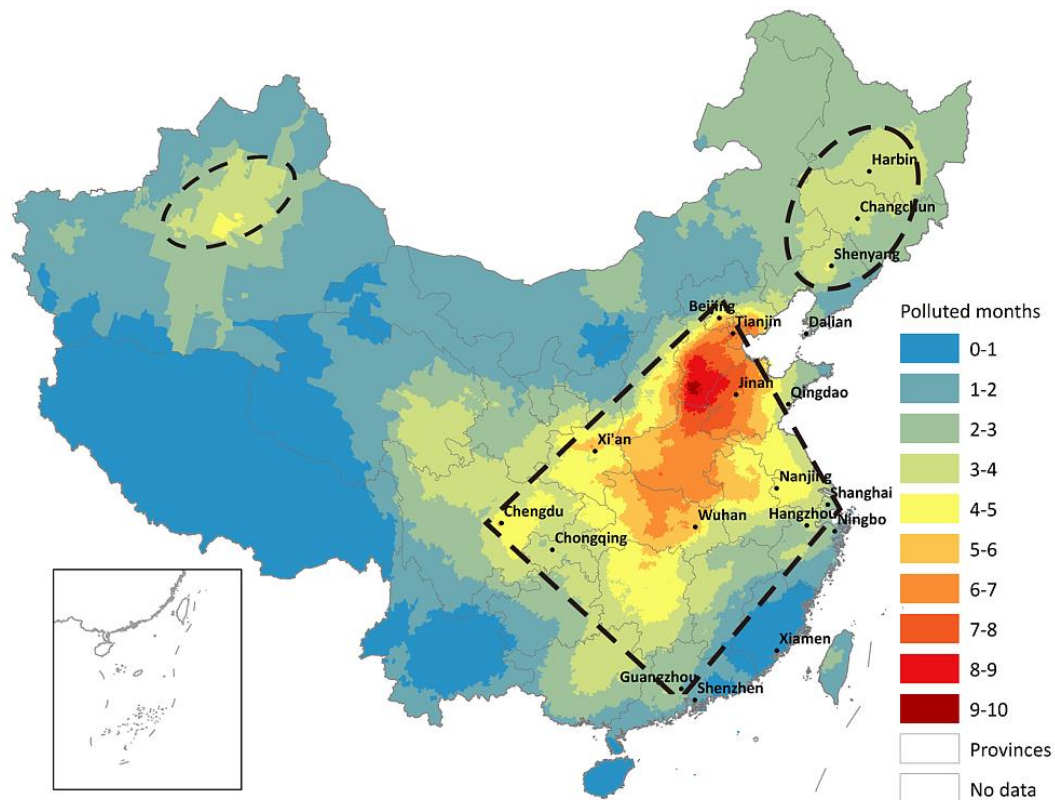 Harbin
Changchun
Shenyang
Beijing
Tianjin
Dalian
Jinan
Qingdao
Xi'an
Nanjing
Shanghai
Chengdu
Wuhan
Hangzhou
Ningbo
Chongqing
Xiamen
Guangzhou
Shenzhen
Polluted months
0-1
1-2
2-3
3-4
4-5
5-6
6-7
7-8
8-9
9-10
Provinces
No data